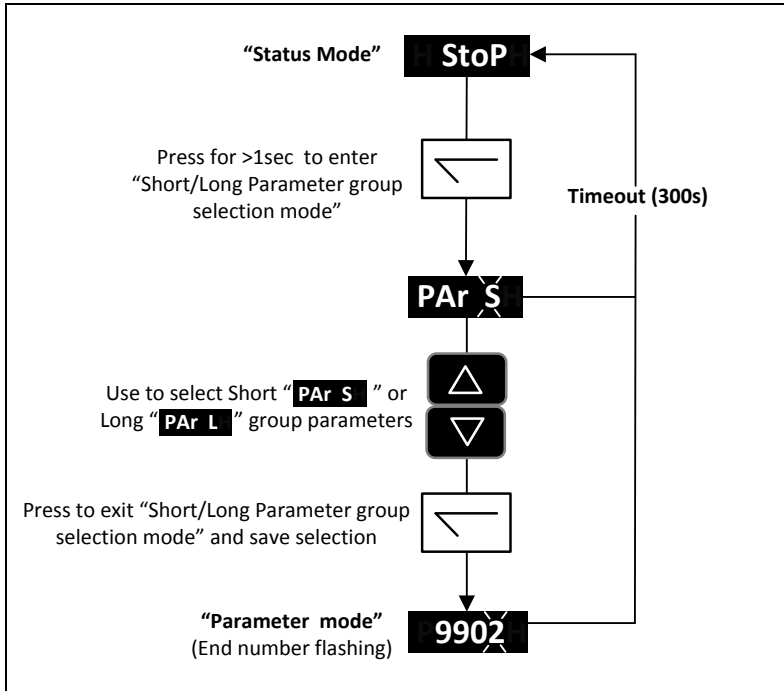 “Status Mode” StoP
Press for >1sec to enter
“Short/Long Parameter group
selection mode”
Timeout (300s)
PAr S
Use to select Short “PAr S” or
Long “PAr L” group parameters
Press to exit “Short/Long Parameter group
selection mode” and save selection
“Parameter mode” 9902
(End number flashing)